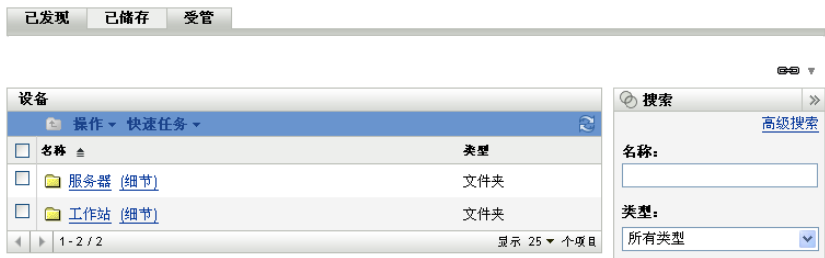 已发现 已储存 受管
设备
操作 快速任务
名称 类型
服务器 (细节) 文件夹
工作站 (细节) 文件夹
1 - 2 / 2 显示 25 个项目
搜索
高级搜索
名称:
类型:
所有类型